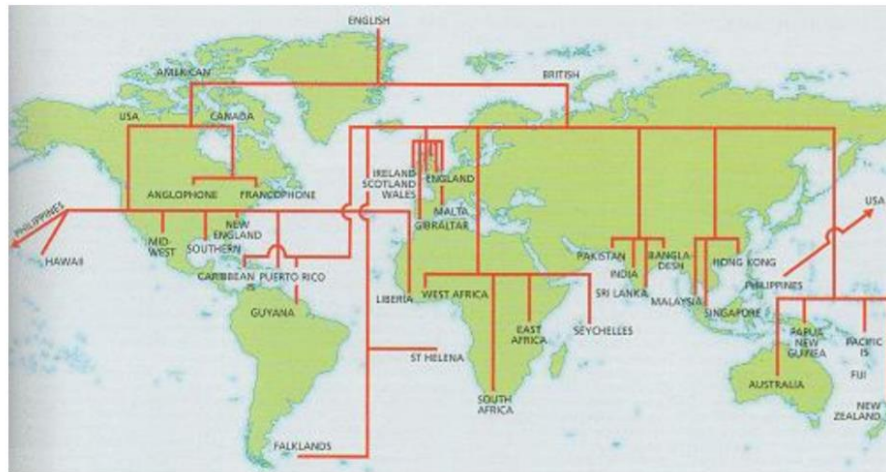 ENGLISH
AMERICAN
BRITISH
USA
CANADA
ANGLOPHONE
FRANCOPHONE
IRELAND
SCOTLAND
WALES
ENGLAND
MALTA
GIBRALTAR
PHILIPPINES
HAWAII
MID-
WEST
SOUTHERN
NEW
ENGLAND
CARIBBEAN
IS
PUERTO RICO
GUYANA
LIBERIA
WEST AFRICA
EAST
AFRICA
SEYCHELLES
SOUTH
AFRICA
ST HELENA
FALKLANDS
PAKISTAN
INDIA
SRI LANKA
BANGLA-
DESH
HONG KONG
MALAYSIA
SINGAPORE
PHILIPPINES
USA
PAPUA
NEW
GUINEA
PACIFIC
IS
FIJI
AUSTRALIA
NEW
ZEALAND